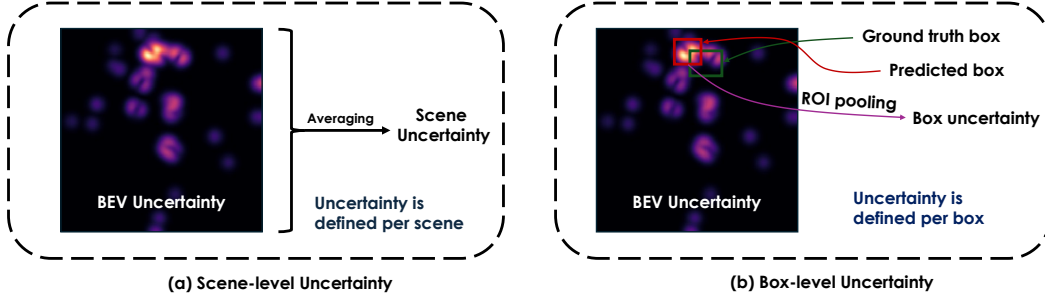 BEV Uncertainty
Averaging
Scene
Uncertainty
Uncertainty is
defined per scene
(a) Scene-level Uncertainty
BEV Uncertainty
Ground truth box
Predicted box
ROI pooling
Box uncertainty
Uncertainty is
defined per box
(b) Box-level Uncertainty